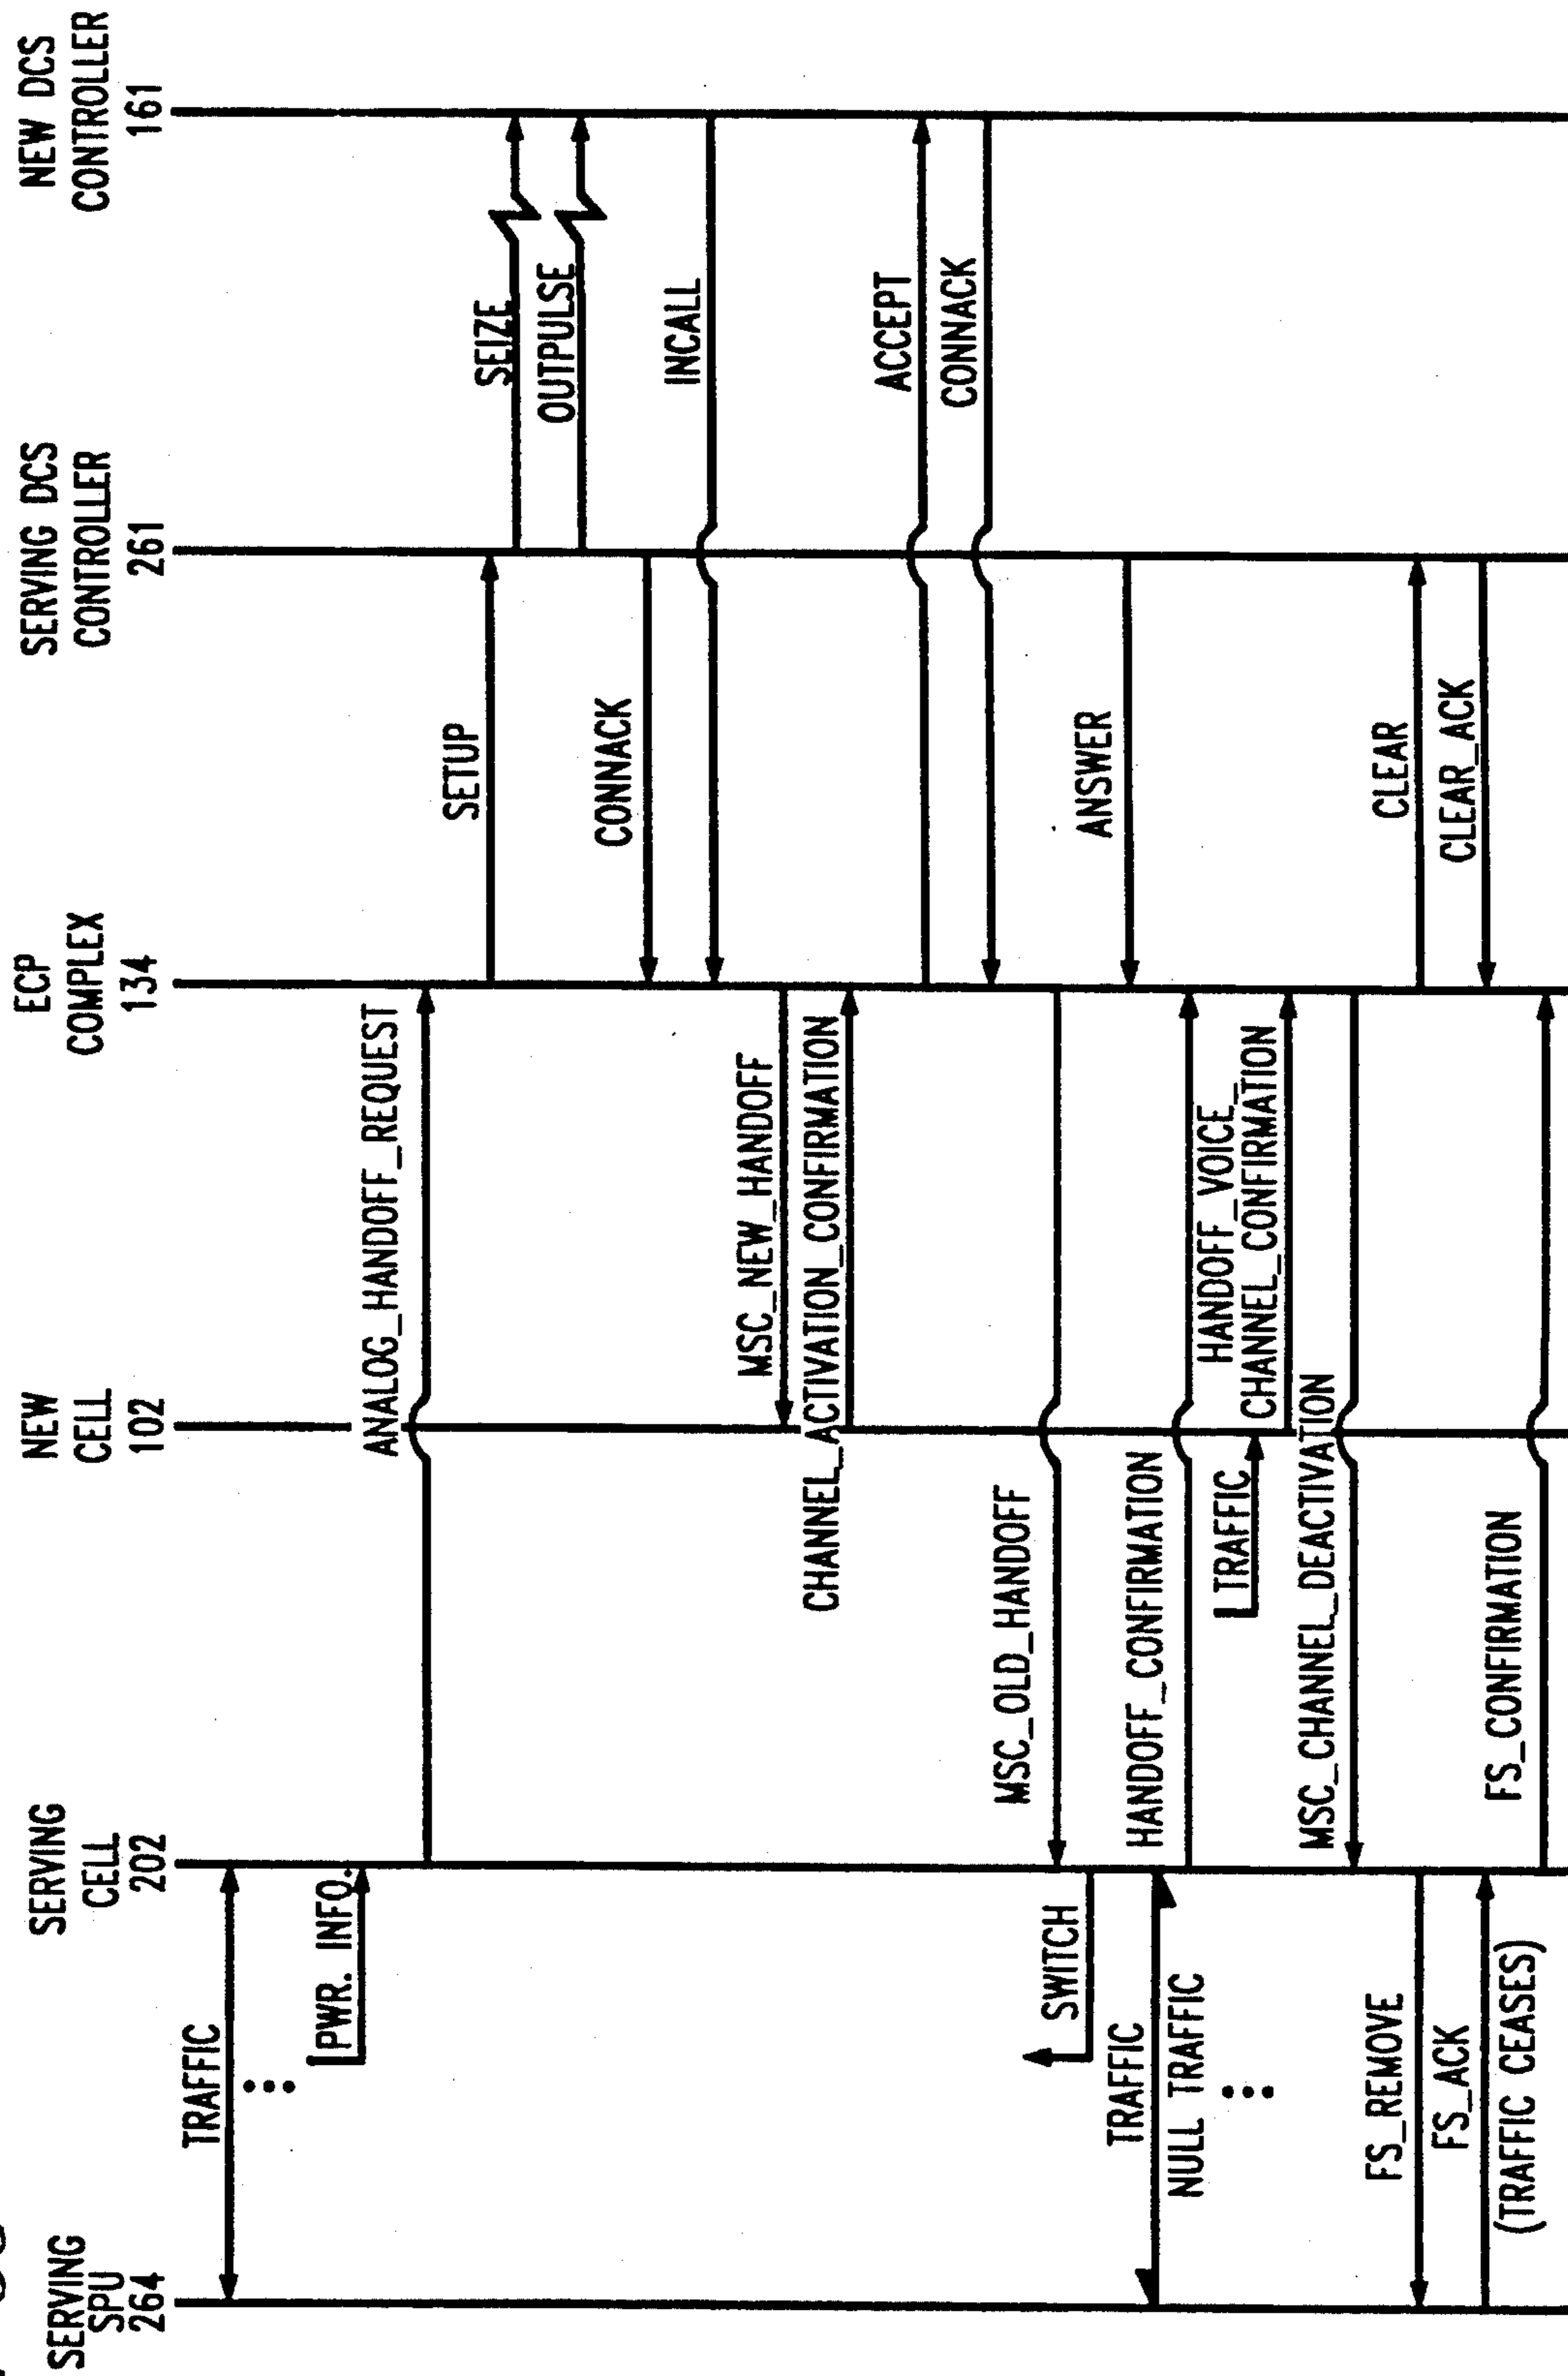 SERVING
SPU
264
SERVING
CELL
202
NEW
CELL
102
ECP
COMPLEX
134
SERVING DCS
CONTROLLER
261
NEW DCS
CONTROLLER
161
TRAFFIC
PWR. INFO.
ANALOG_HANDOFF_REQUEST
SETUP
SEIZE
OUTPULSE
CONNACK
INCALL
MSC_NEW_HANDOFF
CHANNEL_ACTIVATION_CONFIRMATION
ACCEPT
CONNACK
MSC_OLD_HANDOFF
SWITCH
ANSWER
TRAFFIC
HANDOFF_CONFIRMATION
NULL TRAFFIC
TRAFFIC
HANDOFF_VOICE_
CHANNEL_CONFIRMATION
MSC_CHANNEL_DEACTIVATION
CLEAR
FS_REMOVE
CLEAR_ACK
FS_ACK
(TRAFFIC CEASES)
FS_CONFIRMATION